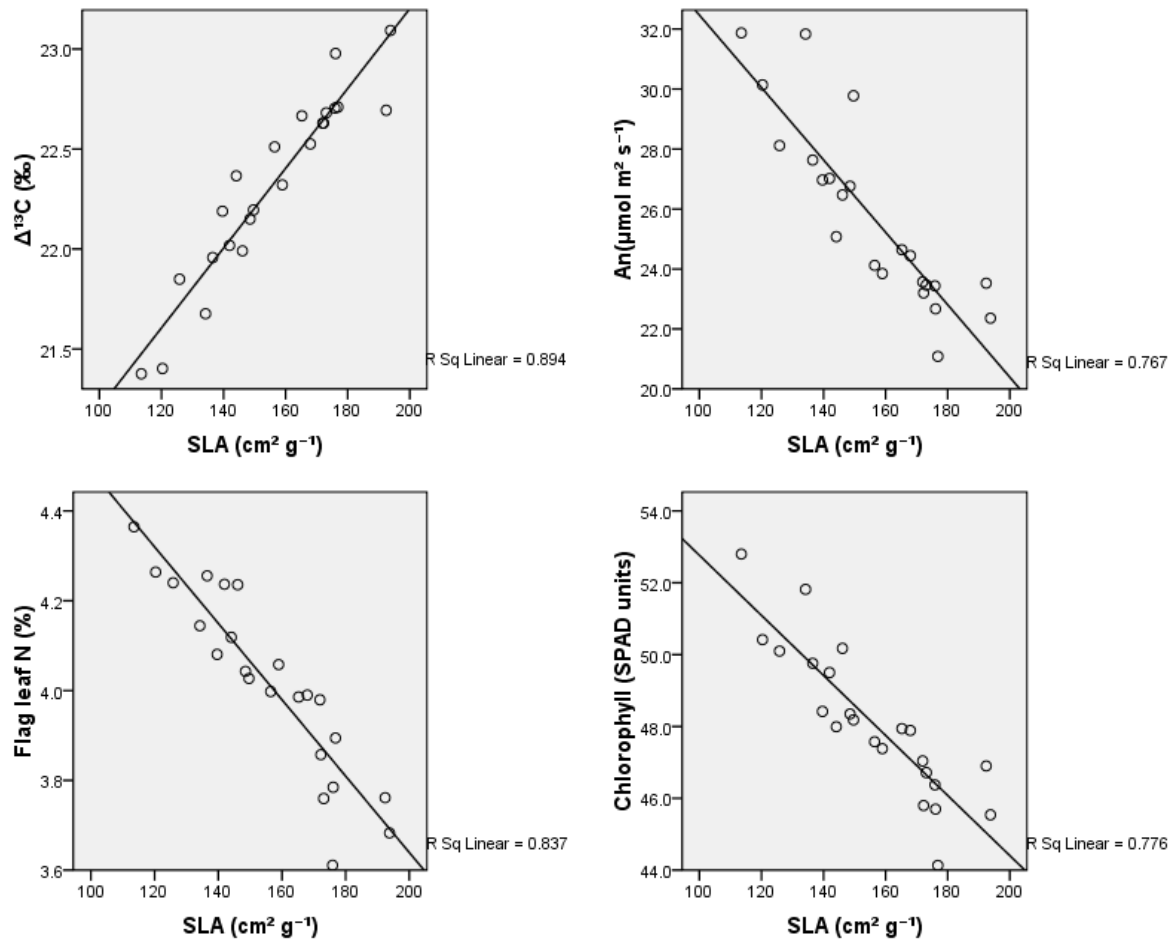 Δ¹³C (‰)
23.0
22.5
22.0
21.5
100 120 140 160 180 200
SLA (cm² g⁻¹)
R Sq Linear = 0.894
An(μmol m² s⁻¹)
32.0
30.0
28.0
26.0
24.0
22.0
20.0
100 120 140 160 180 200
SLA (cm² g⁻¹)
R Sq Linear = 0.767
Flag leaf N (%)
4.4
4.2
4.0
3.8
3.6
100 120 140 160 180 200
SLA (cm² g⁻¹)
R Sq Linear = 0.837
Chlorophyll (SPAD units)
54.0
52.0
50.0
48.0
46.0
44.0
100 120 140 160 180 200
SLA (cm² g⁻¹)
R Sq Linear = 0.776